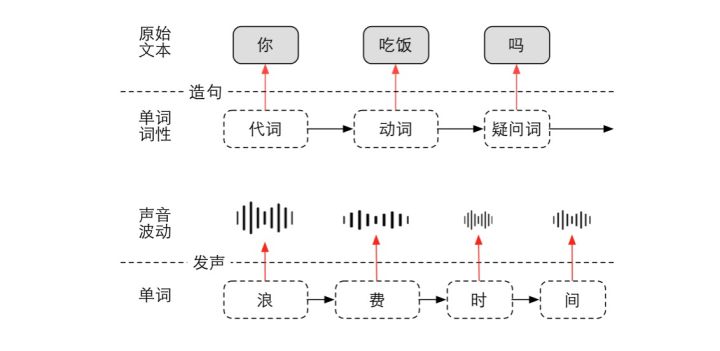 原始
文本
你 吃饭 吗
造句
单词
词性
代词 动词 疑问词
声音
波动
发声
单词
浪 费 时 间